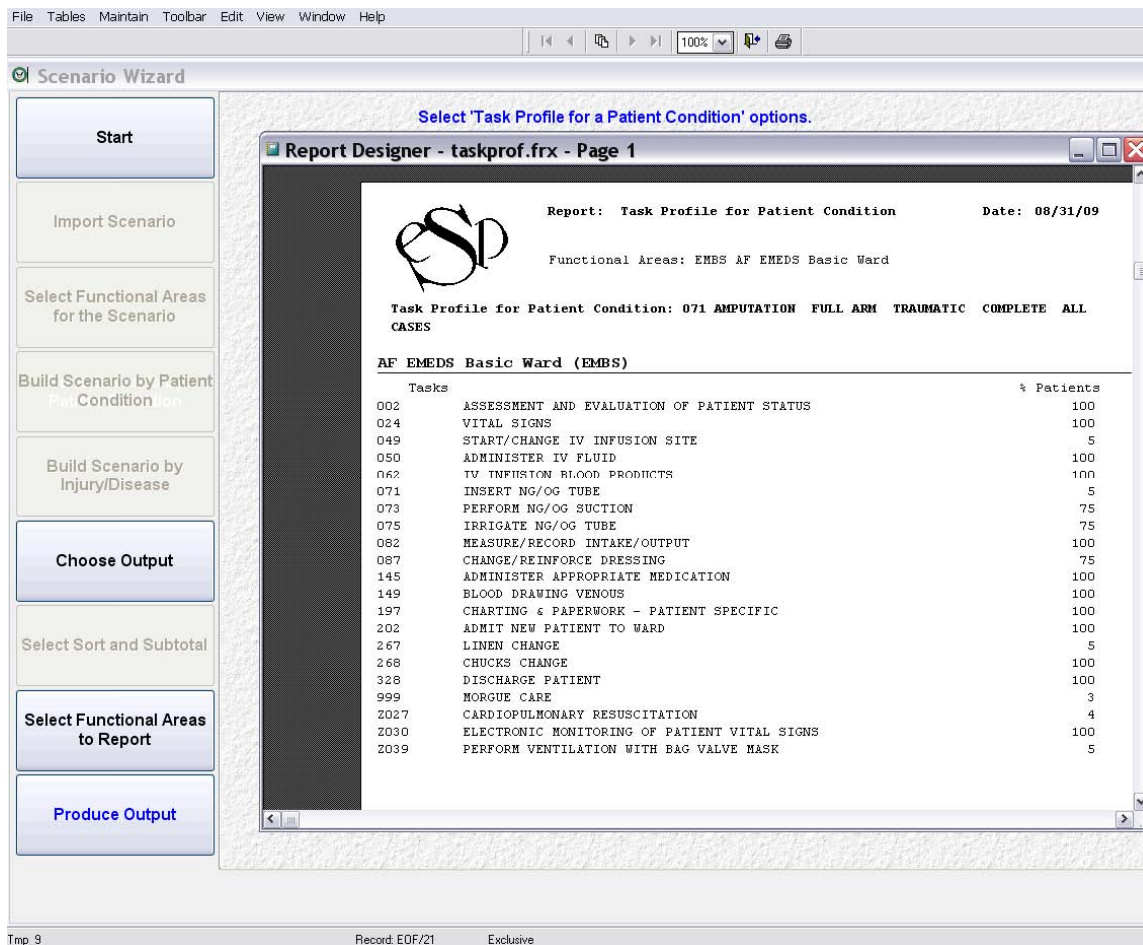 File Tables Maintain Toolbar Edit View Window Help
100%
Scenario Wizard
Start
Import Scenario
Select Functional Areas
for the Scenario
Build Scenario by Patient
Condition
Build Scenario by
Injury/Disease
Choose Output
Select Sort and Subtotal
Select Functional Areas
to Report
Produce Output
Select 'Task Profile for a Patient Condition' options.
Report Designer - taskprof.frx - Page 1
eSP
Report: Task Profile for Patient Condition Date: 08/31/09
Functional Areas: EMBS AF EMEDS Basic Ward
Task Profile for Patient Condition: 071 AMPUTATION FULL ARM TRAUMATIC COMPLETE ALL
CASES
AF EMEDS Basic Ward (EMBS)
Tasks % Patients
002 ASSESSMENT AND EVALUATION OF PATIENT STATUS 100
024 VITAL SIGNS 100
049 START/CHANGE IV INFUSION SITE 5
050 ADMINISTER IV FLUID 100
062 IV INFUSION BLOOD PRODUCTS 100
071 INSERT NG/OG TUBE 5
073 PERFORM NG/OG SUCTION 75
075 IRRIGATE NG/OG TUBE 75
082 MEASURE/RECORD INTAKE/OUTPUT 100
087 CHANGE/REINFORCE DRESSING 75
145 ADMINISTER APPROPRIATE MEDICATION 100
149 BLOOD DRAWING VENOUS 100
197 CHARTING & PAPERWORK - PATIENT SPECIFIC 100
202 ADMIT NEW PATIENT TO WARD 100
267 LINEN CHANGE 5
268 CHUCKS CHANGE 100
328 DISCHARGE PATIENT 100
999 MORGUE CARE 3
Z027 CARDIOPULMONARY RESUSCITATION 4
Z030 ELECTRONIC MONITORING OF PATIENT VITAL SIGNS 100
Z039 PERFORM VENTILATION WITH BAG VALVE MASK 5
Tmp_9 Record: EOF/21 Exclusive